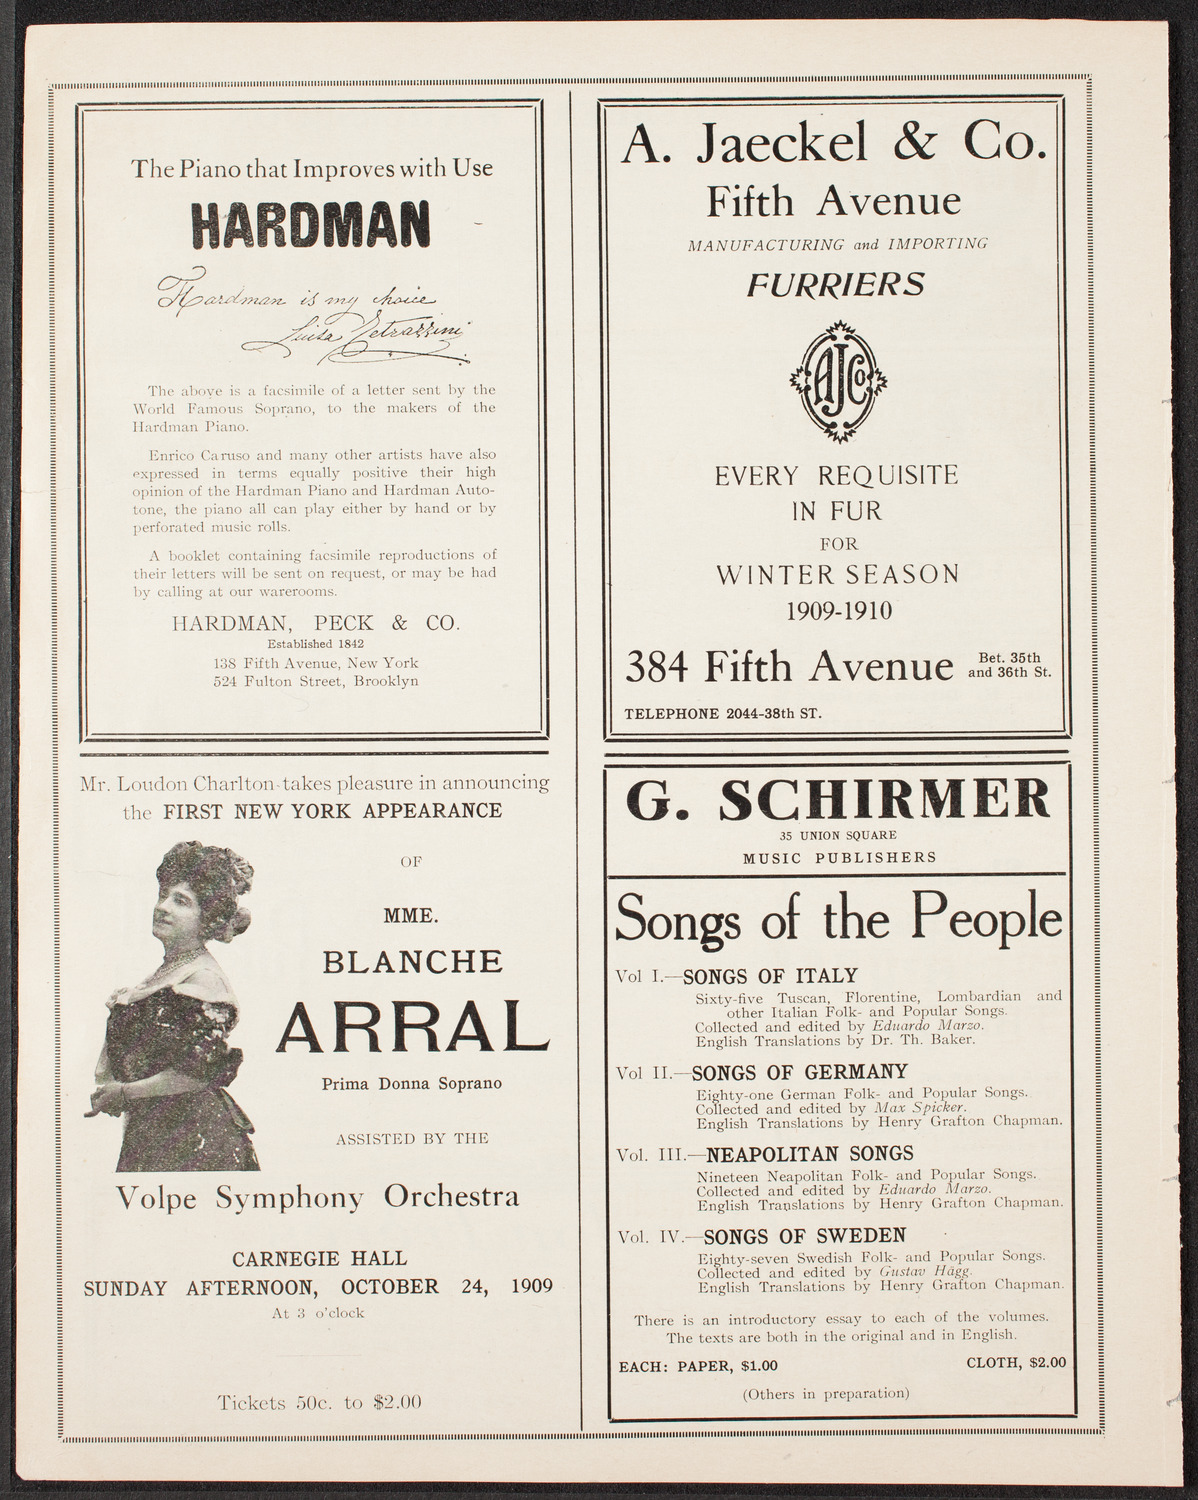 The Piano that Improves with Use
HARDMAN
Hardman is my choice
Luisa Tetrazzini
The above is a facsimile of a letter sent by the
World Famous Soprano, to the makers of the
Hardman Piano.
Enrico Caruso and many other artists have also
expressed in terms equally positive their high
opinion of the Hardman Piano and Hardman Auto-
tone, the piano all can play either by hand or by
perforated music rolls.
A booklet containing facsimile reproductions of
their letters will be sent on request, or may be had
by calling at our warerooms.
HARDMAN, PECK & CO.
Established 1842
138 Fifth Avenue, New York
524 Fulton Street, Brooklyn
A. Jaeckel & Co.
Fifth Avenue
MANUFACTURING and IMPORTING
FURRIERS
AJCo
EVERY REQUISITE
IN FUR
FOR
WINTER SEASON
1909-1910
384 Fifth Avenue Bet. 35th
and 36th St.
TELEPHONE 2044-38th ST.
Mr. Loudon Charlton takes pleasure in announcing
the FIRST NEW YORK APPEARANCE
OF
MME.
BLANCHE
ARRAL
Prima Donna Soprano
ASSISTED BY THE
Volpe Symphony Orchestra
CARNEGIE HALL
SUNDAY AFTERNOON, OCTOBER 24, 1909
At 3 o'clock
Tickets 50c. to $2.00
G. SCHIRMER
35 UNION SQUARE
MUSIC PUBLISHERS
Songs of the People
Vol I.—SONGS OF ITALY
Sixty-five Tuscan, Florentine, Lombardian and
other Italian Folk- and Popular Songs.
Collected and edited by Eduardo Marzo.
English Translations by Dr. Th. Baker.
Vol II.—SONGS OF GERMANY
Eighty-one German Folk- and Popular Songs.
Collected and edited by Max Spicker.
English Translations by Henry Grafton Chapman.
Vol. III.—NEAPOLITAN SONGS
Nineteen Neapolitan Folk- and Popular Songs.
Collected and edited by Eduardo Marzo.
English Translations by Henry Grafton Chapman.
Vol. IV.—SONGS OF SWEDEN
Eighty-seven Swedish Folk- and Popular Songs.
Collected and edited by Gustav Hägg.
English Translations by Henry Grafton Chapman.
There is an introductory essay to each of the volumes.
The texts are both in the original and in English.
EACH: PAPER, $1.00 CLOTH, $2.00
(Others in preparation)